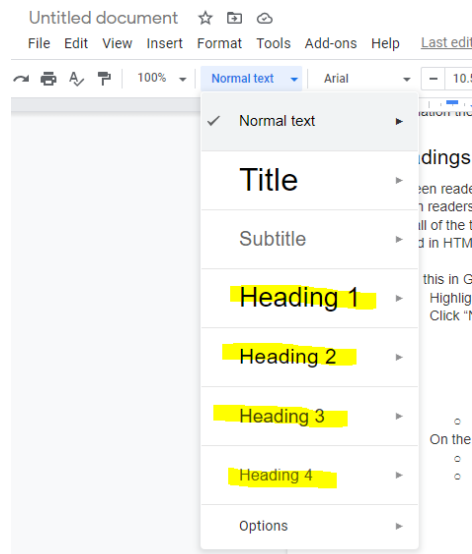 Untitled document
File Edit View Insert Format Tools Add-ons Help Last edit
100% Normal text Arial − 10.5
Normal text
Title
Subtitle
Heading 1
Heading 2
Heading 3
Heading 4
Options
dings
een reade
n readers
all of the t
d in HTM
this in G
Highlig
Click “N
On the